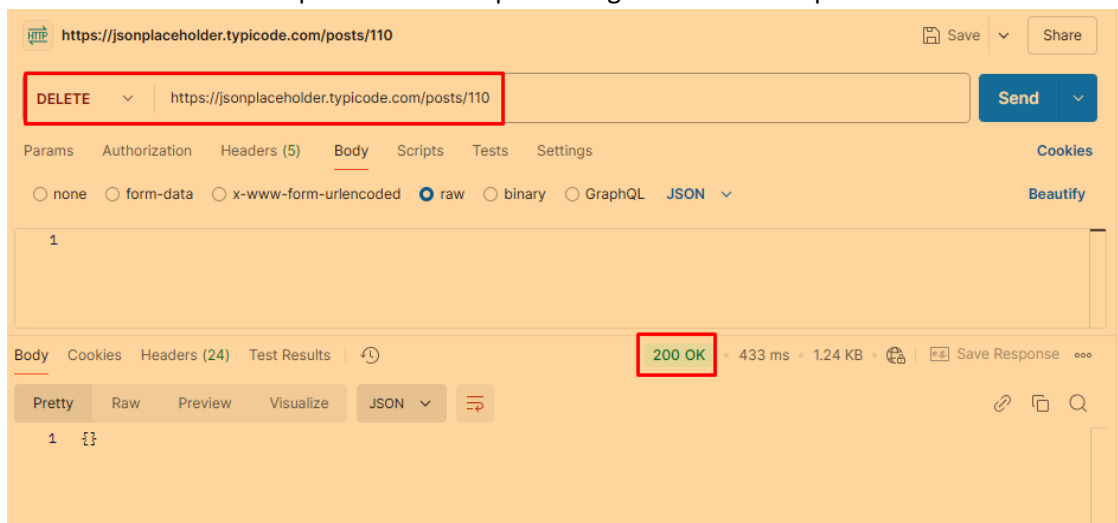 HTTP https://jsonplaceholder.typicode.com/posts/110 Save Share
DELETE https://jsonplaceholder.typicode.com/posts/110 Send
Params Authorization Headers (5) Body Scripts Tests Settings Cookies
none form-data x-www-form-urlencoded raw binary GraphQL JSON Beautify
1
Body Cookies Headers (24) Test Results 200 OK 433 ms 1.24 KB e.g. Save Response
Pretty Raw Preview Visualize JSON
1 {}